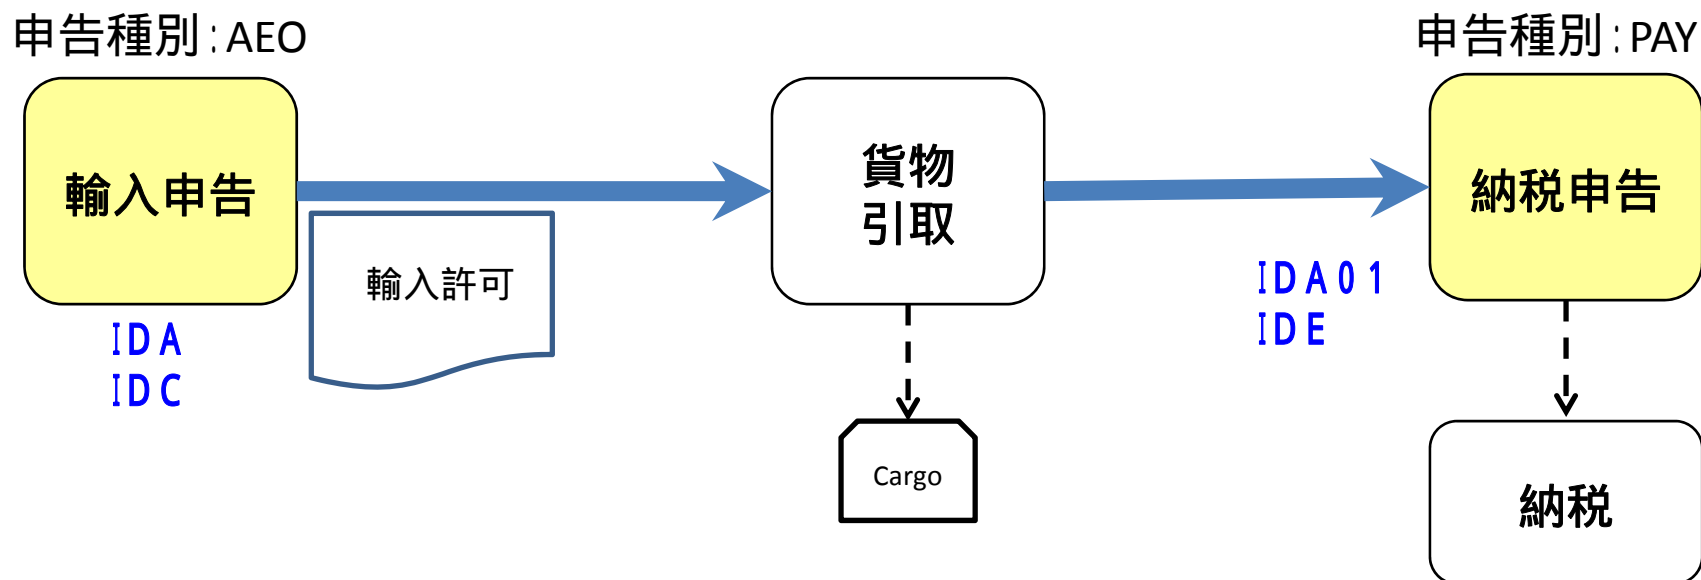 申告種別:AEO
申告種別:PAY
輸入申告
貨物
引取
納税申告
輸入許可
IDA
IDC
IDA01
IDE
Cargo
納税